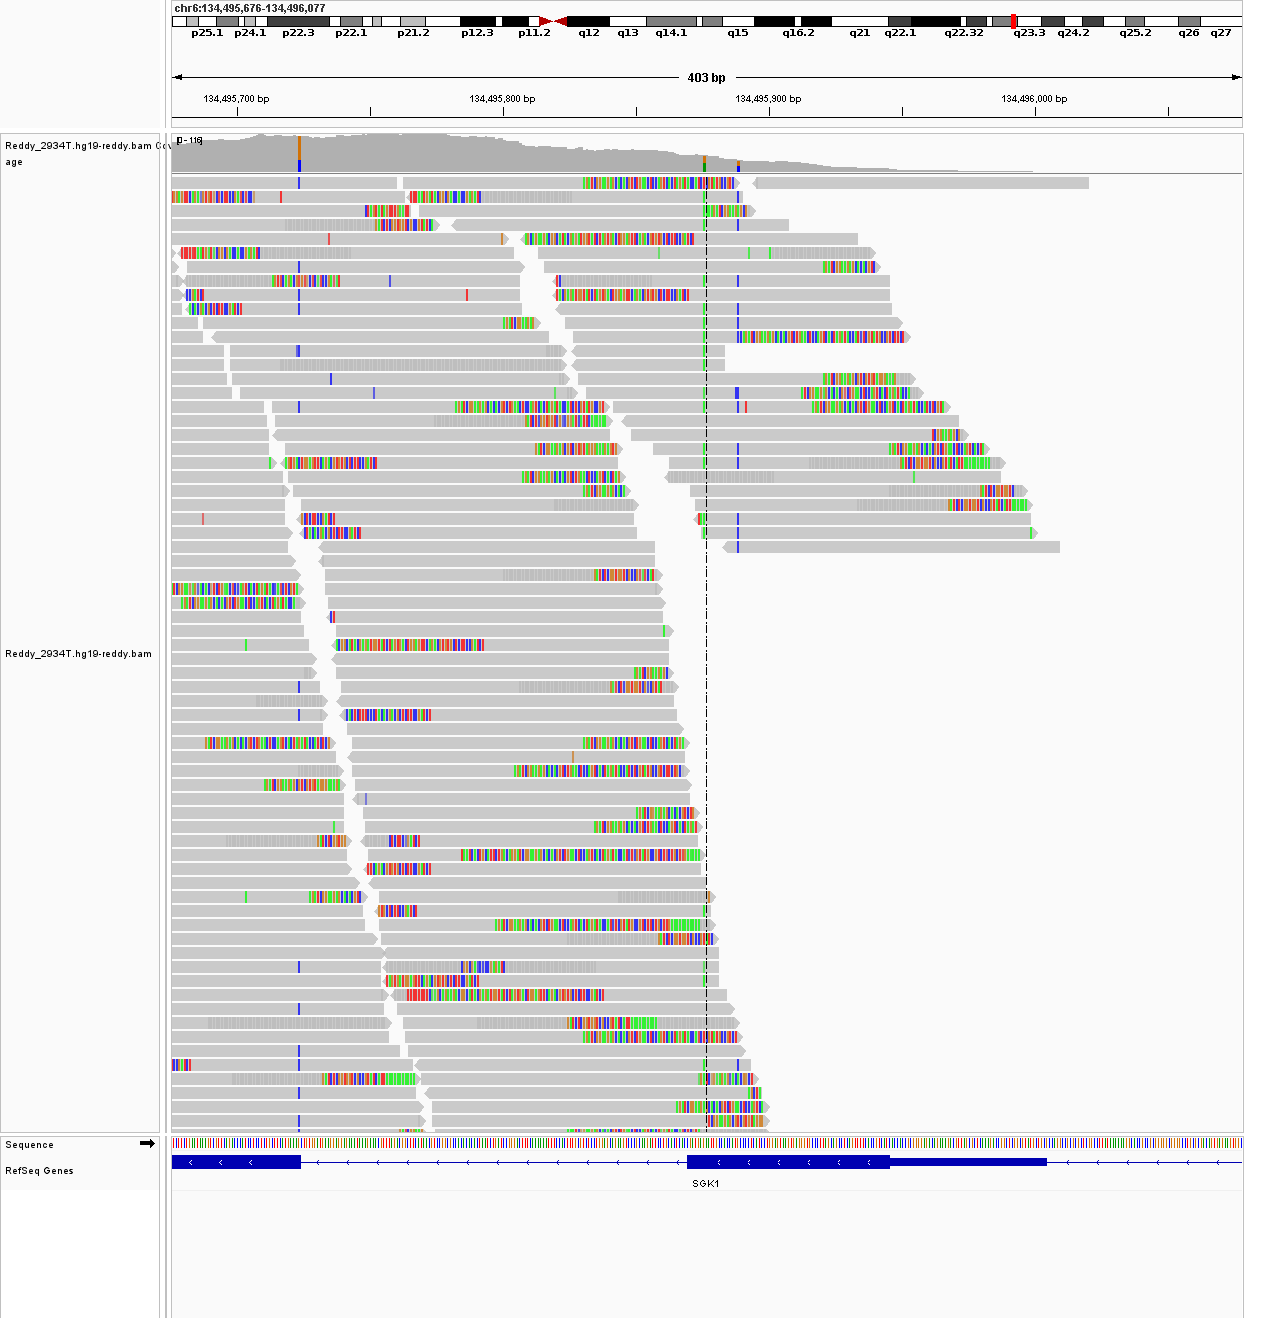 chr6:134,495,676-134,496,077
p25.1 p24.1 p22.3 p22.1 p21.2 p12.3 p11.2 q12 q13 q14.1 q15 q16.2 q21 q22.1 q22.32 q23.3 q24.2 q25.2 q26 q27
403 bp
134,495,700 bp 134,495,800 bp 134,495,900 bp 134,496,000 bp
Reddy_2934T.hg19-reddy.bam Cov
age
[0 - 116]
Reddy_2934T.hg19-reddy.bam
Sequence
RefSeq Genes
SGK1